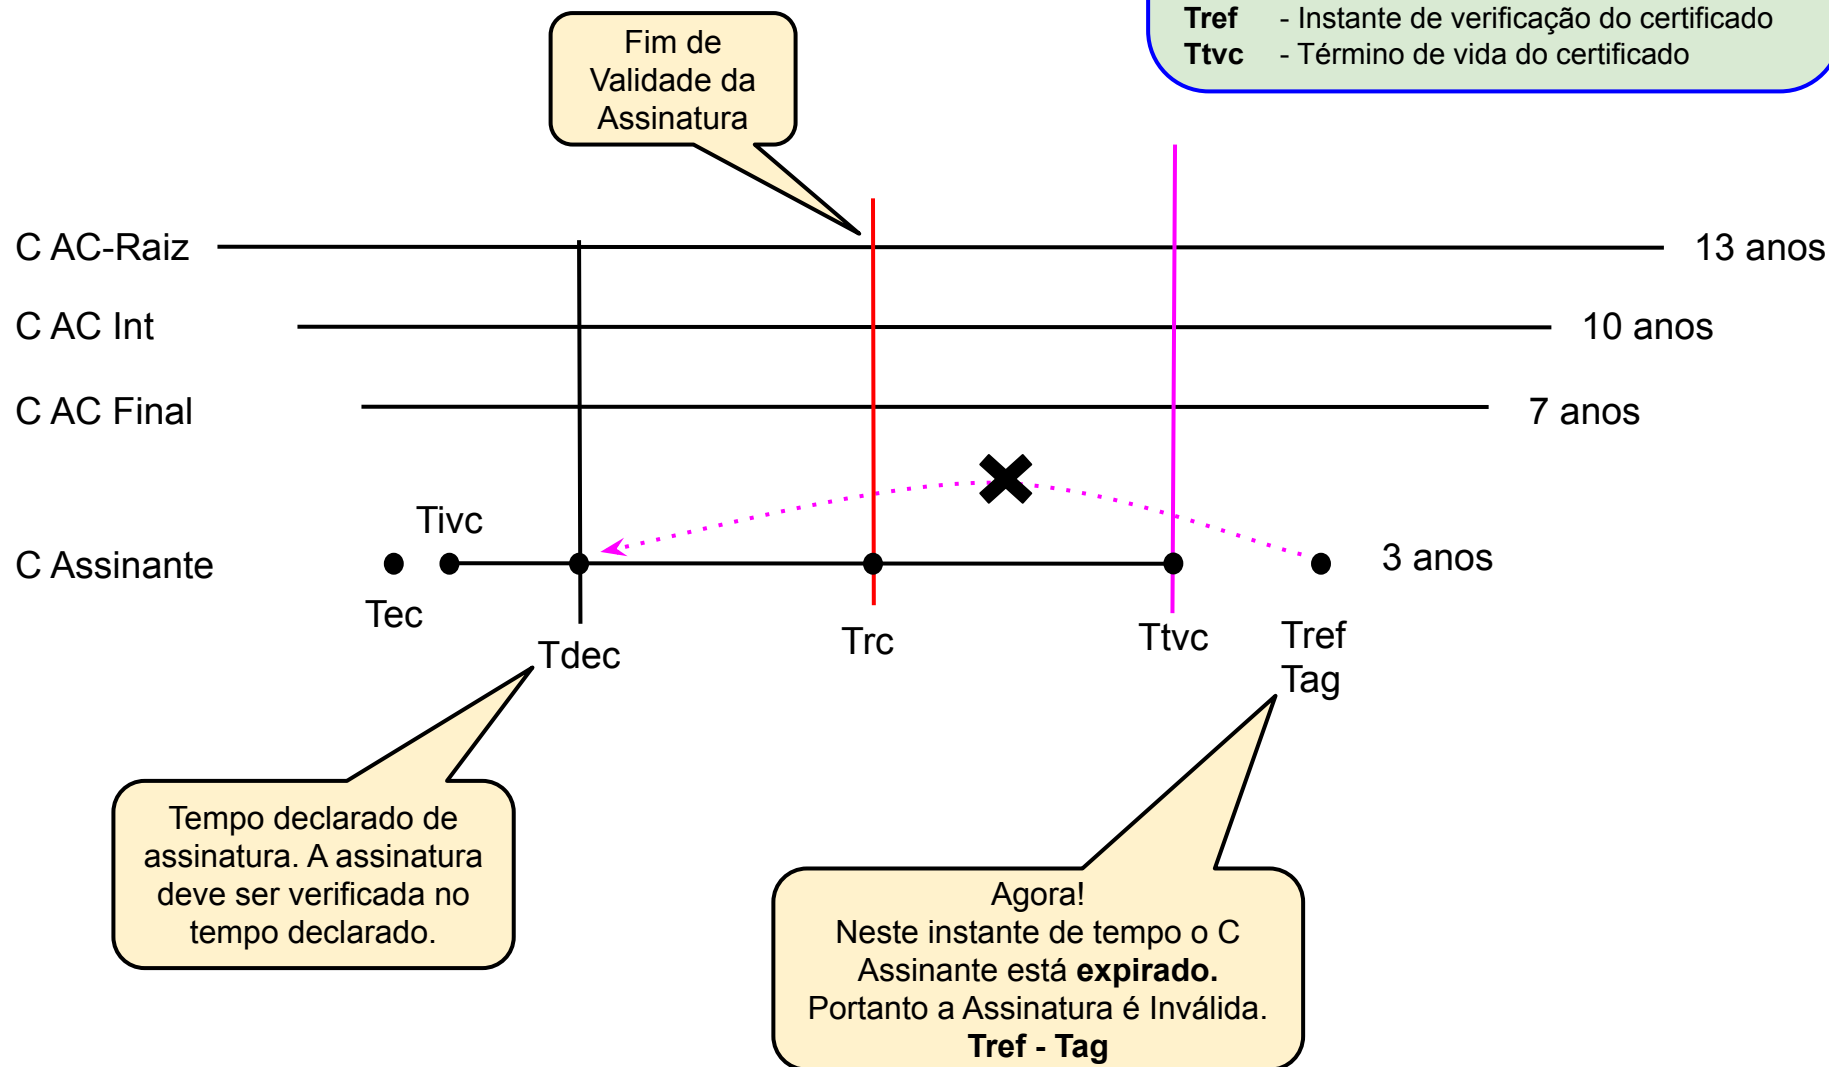 Tref - Instante de verificação do certificado
Ttvc - Término de vida do certificado
Fim de
Validade da
Assinatura
C AC-Raiz
13 anos
C AC Int
10 anos
C AC Final
7 anos
Tivc
C Assinante
3 anos
Tec
Tdec
Trc
Ttvc
Tref
Tag
Tempo declarado de
assinatura. A assinatura
deve ser verificada no
tempo declarado.
Agora!
Neste instante de tempo o C
Assinante está expirado.
Portanto a Assinatura é Inválida.
Tref - Tag